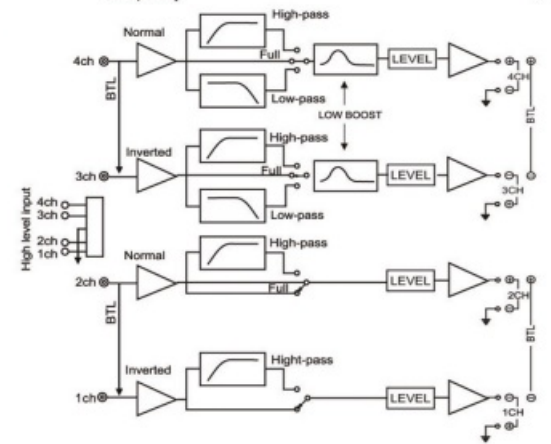 High-pass
Normal
4ch
Full
LEVEL
⊕
4CH
⊖
Low-pass
BTL
LOW BOOST
BTL
High-pass
Inverted
3ch
Full
LEVEL
⊖
3CH
⊕
Low-pass
High level input
4ch
3ch
2ch
1ch
High-pass
Normal
2ch
Full
LEVEL
⊕
2CH
⊖
BTL
BTL
Hight-pass
Inverted
1ch
LEVEL
⊖
1CH
⊕